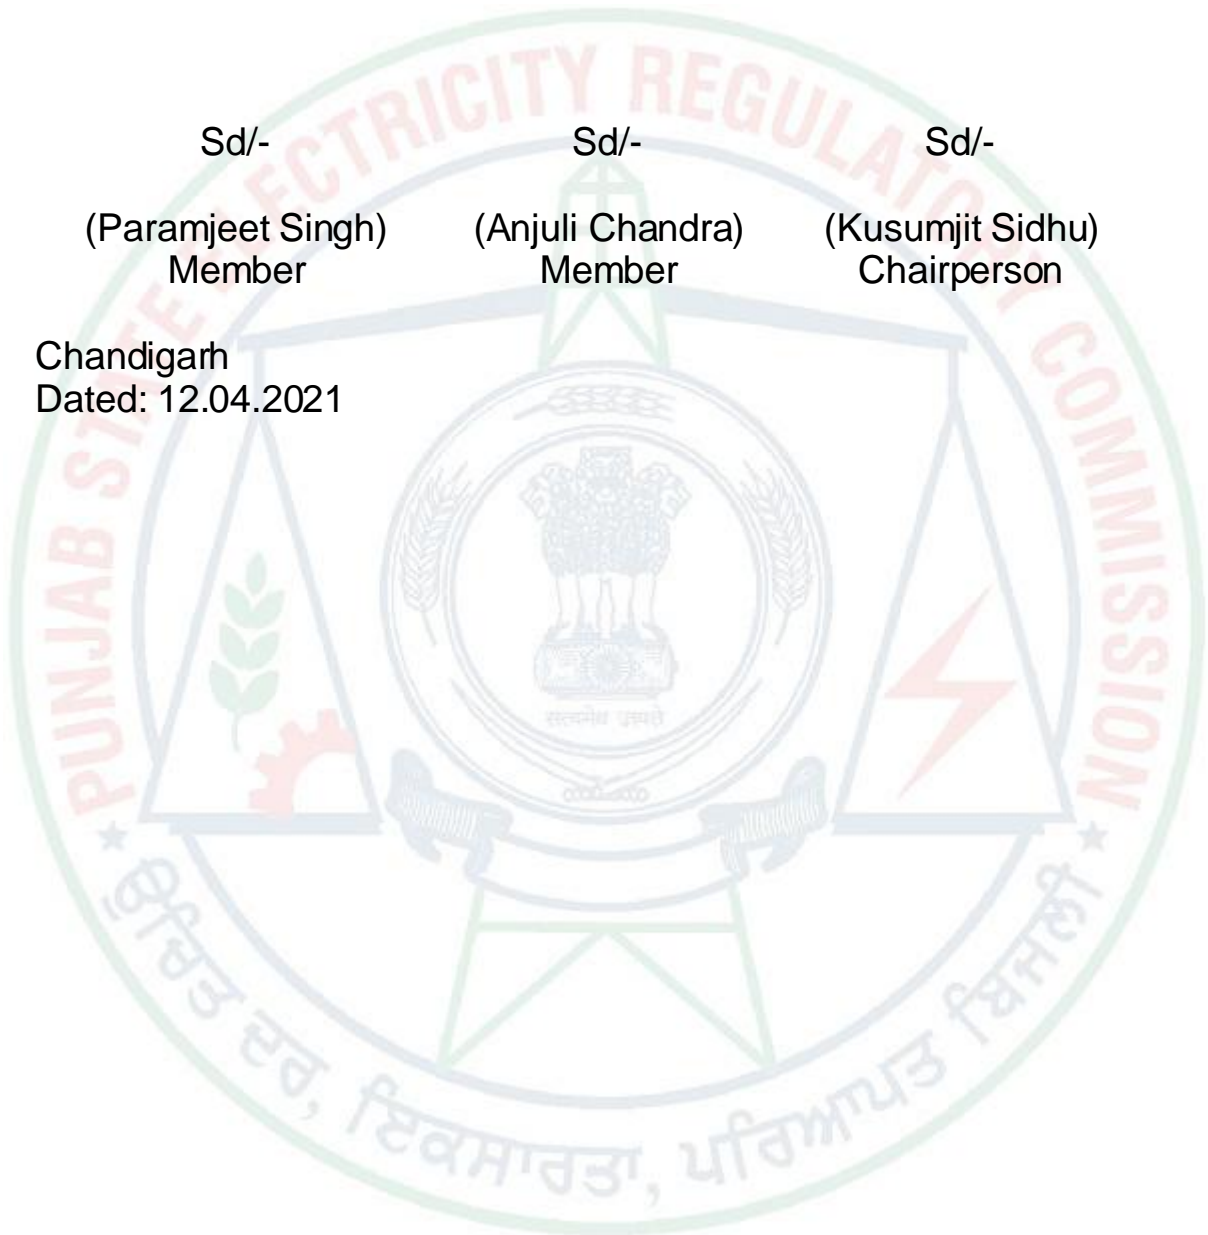 Sd/- Sd/- Sd/-
(Paramjeet Singh) (Anjuli Chandra) (Kusumjit Sidhu)
Member Member Chairperson
Chandigarh
Dated: 12.04.2021
PUNJAB STATE ELECTRICITY REGULATORY COMMISSION
सत्यमेव जयते
ਉਚਿਤ ਦਰ, ਇਕਸਾਰਤਾ, ਪਰਿਆਪਤ ਬਿਜਲੀ